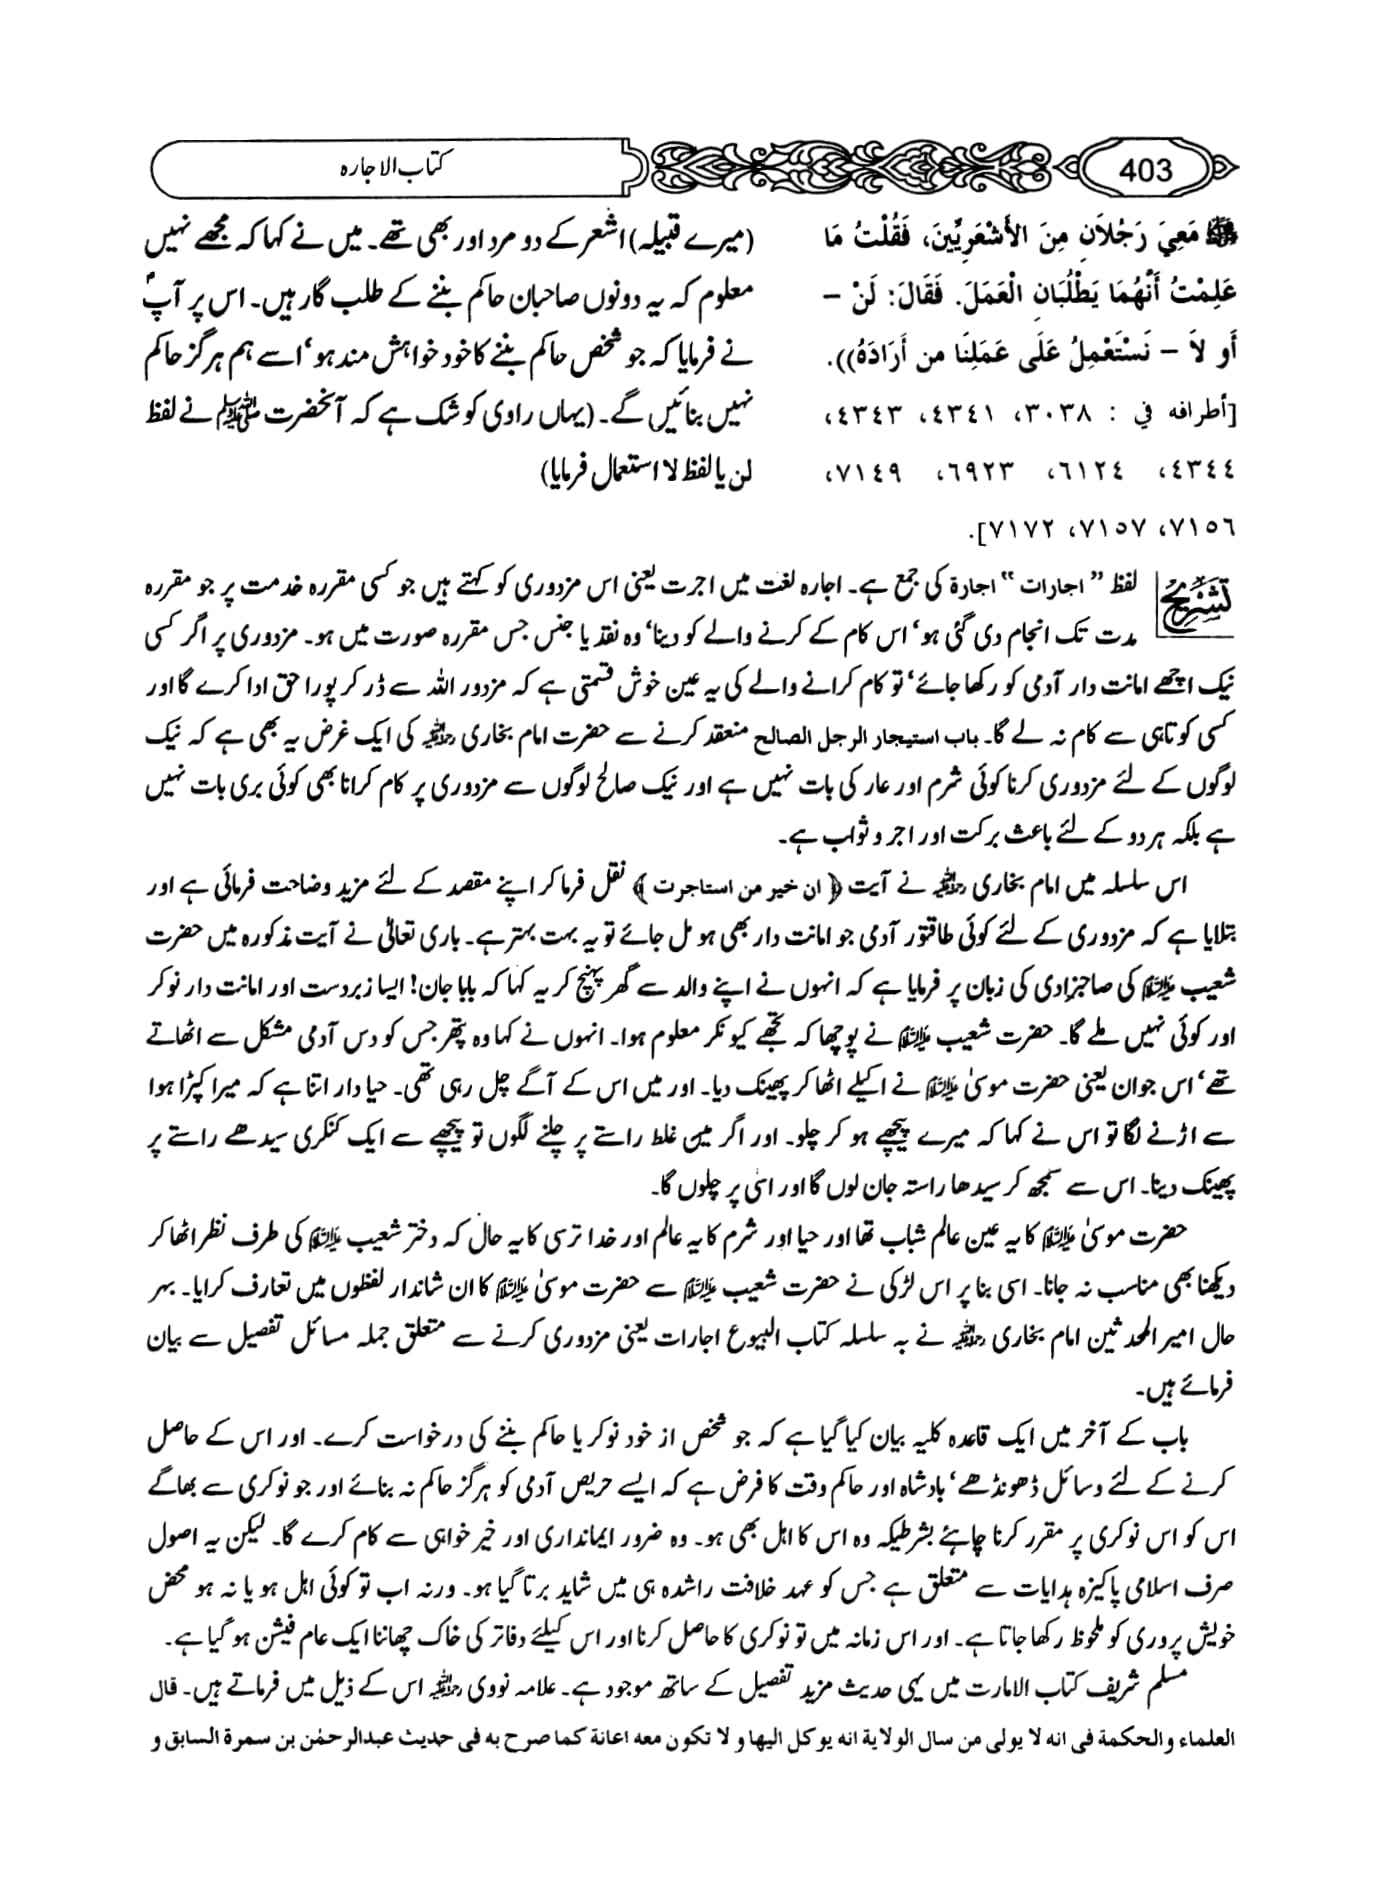 403
کتاب الاجارہ
ﷺ مَعِيَ رَجُلاَنِ مِنَ الأَشْعَرِيِّينَ، فَقُلْتُ مَا
عَلِمْتُ أَنَّهُمَا يَطْلُبَانِ الْعَمَلَ. فَقَالَ: لَنْ –
أَو لاَ – نَسْتَعْمِلُ عَلَى عَمَلِنَا من أَرَادَهُ)).
[أطرافه في : ٣٠٣٨، ٤٣٤١، ٤٣٤٣،
٤٣٤٤، ٦١٢٤، ٦٩٢٣، ٧١٤٩،
٧١٥٦، ٧١٥٧، ٧١٧٢].
(میرے قبیلہ) اشعر کے دو مرد اور بھی تھے۔ میں نے کہا کہ مجھے نہیں
معلوم کہ یہ دونوں صاحبان حاکم بننے کے طلب گار ہیں۔ اس پر آپؐ
نے فرمایا کہ جو شخص حاکم بننے کا خود خواہش مند ہو‘ اسے ہم ہرگز حاکم
نہیں بنائیں گے۔ (یہاں راوی کو شک ہے کہ آنحضرت ﷺ نے لفظ
لن یا لفظ لا استعمال فرمایا)
تشریح لفظ ”اجارات“ اجارۃ کی جمع ہے۔ اجارہ لغت میں اجرت یعنی اس مزدوری کو کہتے ہیں جو کسی مقررہ خدمت پر جو مقررہ
مدت تک انجام دی گئی ہو‘ اس کام کے کرنے والے کو دینا‘ وہ نقد یا جنس جس مقررہ صورت میں ہو۔ مزدوری پر اگر کسی
نیک اچھے امانت دار آدمی کو رکھا جائے‘ تو کام کرانے والے کی یہ عین خوش قسمتی ہے کہ مزدور اللہ سے ڈر کر پورا حق ادا کرے گا اور
کسی کوتاہی سے کام نہ لے گا۔ باب استیجار الرجل الصالح منعقد کرنے سے حضرت امام بخاری رحمۃ اللہ علیہ کی ایک غرض یہ بھی ہے کہ نیک
لوگوں کے لئے مزدوری کرنا کوئی شرم اور عار کی بات نہیں ہے اور نیک صالح لوگوں سے مزدوری پر کام کرانا بھی کوئی بری بات نہیں
ہے بلکہ ہر دو کے لئے باعث برکت اور اجر و ثواب ہے۔
اس سلسلہ میں امام بخاری رحمۃ اللہ علیہ نے آیت ﴿ ان خیر من استاجرت ﴾ نقل فرما کر اپنے مقصد کے لئے مزید وضاحت فرمائی ہے اور
بتلایا ہے کہ مزدوری کے لئے کوئی طاقتور آدمی جو امانت دار بھی ہو مل جائے تو یہ بہت بہتر ہے۔ باری تعالیٰ نے آیت مذکورہ میں حضرت
شعیب علیہ السلام کی صاحبزادی کی زبان پر فرمایا ہے کہ انہوں نے اپنے والد سے گھر پہنچ کر یہ کہا کہ بابا جان! ایسا زبردست اور امانت دار نوکر
اور کوئی نہیں ملے گا۔ حضرت شعیب علیہ السلام نے پوچھا کہ تجھے کیونکر معلوم ہوا۔ انہوں نے کہا وہ پتھر جس کو دس آدمی مشکل سے اٹھاتے
تھے‘ اس جوان یعنی حضرت موسیٰ علیہ السلام نے اکیلے اٹھا کر پھینک دیا۔ اور میں اس کے آگے چل رہی تھی۔ حیا دار اتنا ہے کہ میرا کپڑا ہوا
سے اڑنے لگا تو اس نے کہا کہ میرے پیچھے ہو کر چلو۔ اور اگر میں غلط راستے پر چلنے لگوں تو پیچھے سے ایک کنکری سیدھے راستے پر
پھینک دینا۔ اس سے سمجھ کر سیدھا راستہ جان لوں گا اور اسی پر چلوں گا۔
حضرت موسیٰ علیہ السلام کا یہ عین عالم شباب تھا اور حیا اور شرم کا یہ عالم اور خدا ترسی کا یہ حال کہ دختر شعیب علیہ السلام کی طرف نظر اٹھا کر
دیکھنا بھی مناسب نہ جانا۔ اسی بنا پر اس لڑکی نے حضرت شعیب علیہ السلام سے حضرت موسیٰ علیہ السلام کا ان شاندار لفظوں میں تعارف کرایا۔ بہر
حال امیر المحدثین امام بخاری رحمۃ اللہ علیہ نے بہ سلسلہ کتاب البیوع اجارات یعنی مزدوری کرنے سے متعلق جملہ مسائل تفصیل سے بیان
فرمائے ہیں۔
باب کے آخر میں ایک قاعدہ کلیہ بیان کیا گیا ہے کہ جو شخص از خود نوکر یا حاکم بننے کی درخواست کرے۔ اور اس کے حاصل
کرنے کے لئے وسائل ڈھونڈھے‘ بادشاہ اور حاکم وقت کا فرض ہے کہ ایسے حریص آدمی کو ہرگز حاکم نہ بنائے اور جو نوکری سے بھاگے
اس کو اس نوکری پر مقرر کرنا چاہئے بشرطیکہ وہ اس کا اہل بھی ہو۔ وہ ضرور ایمانداری اور خیر خواہی سے کام کرے گا۔ لیکن یہ اصول
صرف اسلامی پاکیزہ ہدایات سے متعلق ہے جس کو عہد خلافت راشدہ ہی میں شاید برتا گیا ہو۔ ورنہ اب تو کوئی اہل ہو یا نہ ہو محض
خویش پروری کو ملحوظ رکھا جاتا ہے۔ اور اس زمانہ میں تو نوکری کا حاصل کرنا اور اس کیلئے دفاتر کی خاک چھاننا ایک عام فیشن ہو گیا ہے۔
مسلم شریف کتاب الامارت میں یہی حدیث مزید تفصیل کے ساتھ موجود ہے۔ علامہ نووی رحمۃ اللہ علیہ اس کے ذیل میں فرماتے ہیں۔ قال
العلماء والحکمة فی انه لا یولی من سال الولایة انه یوکل الیها و لا تکون معه اعانة کما صرح به فی حدیث عبدالرحمٰن بن سمرة السابق و